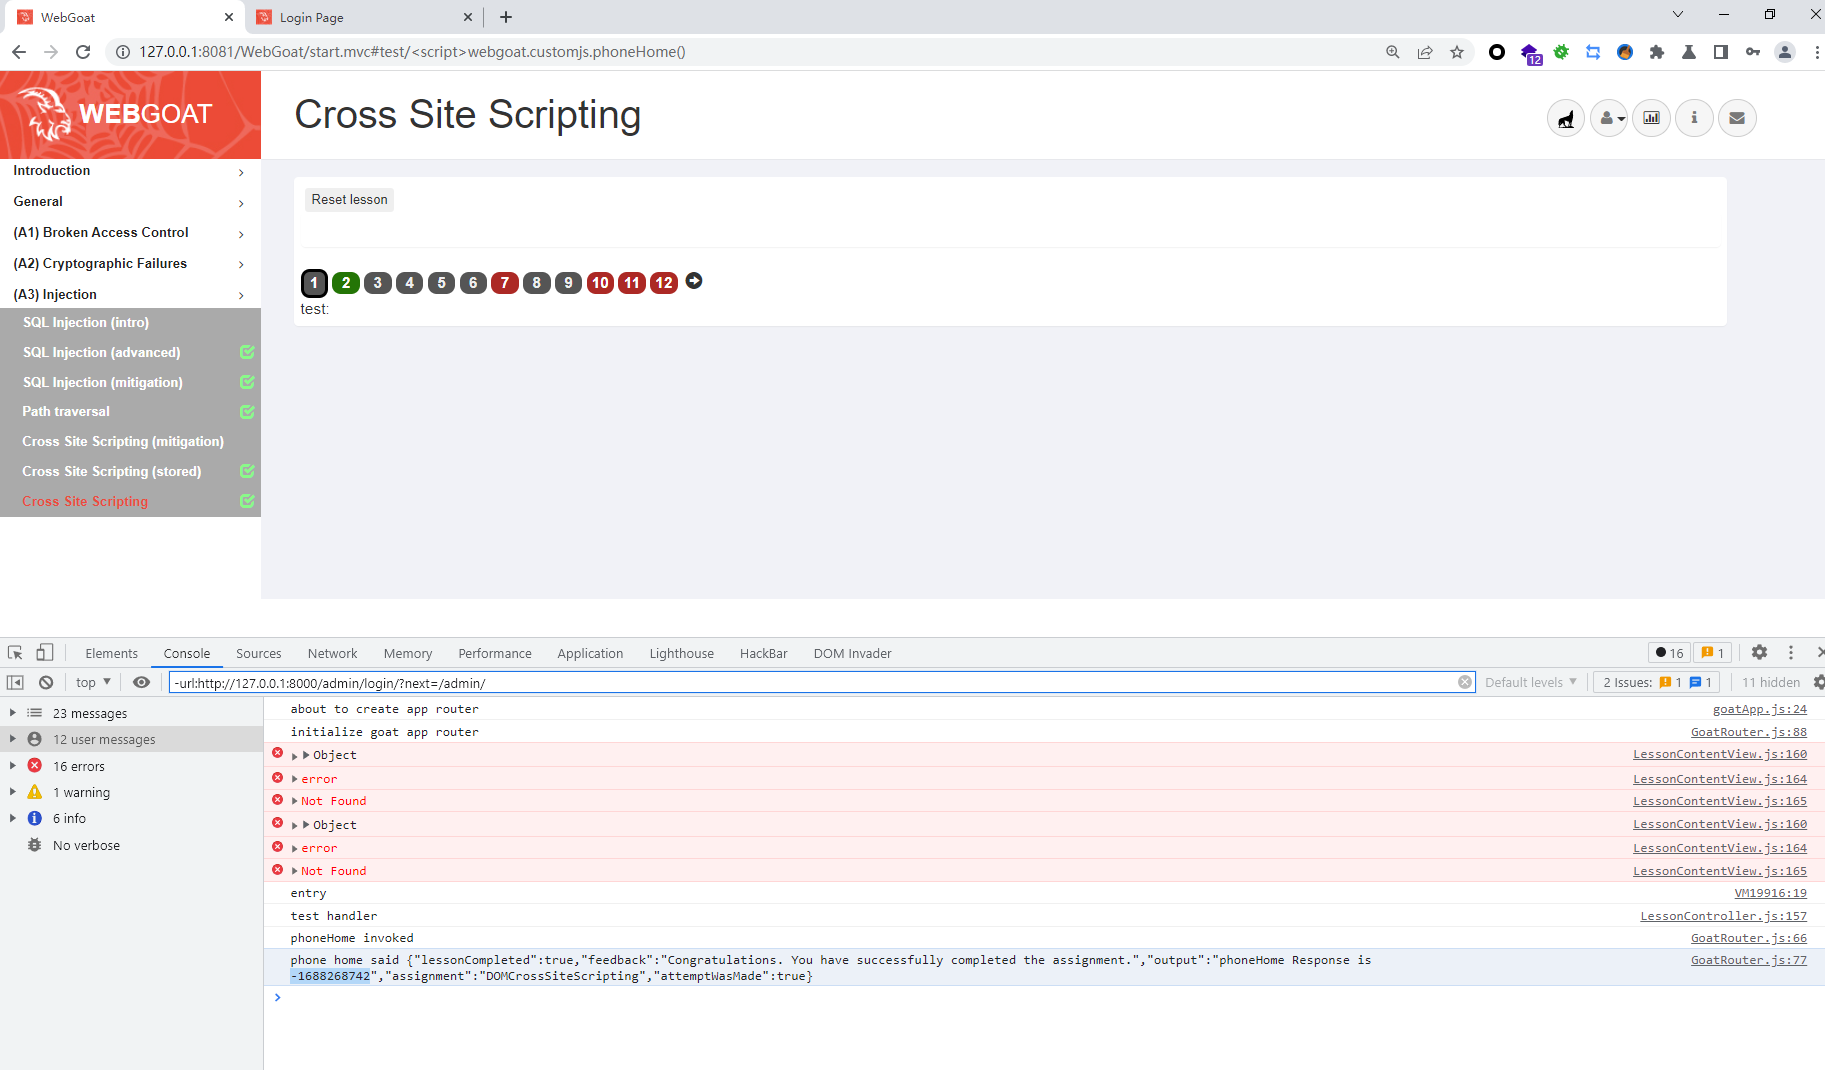 WebGoat
Login Page
127.0.0.1:8081/WebGoat/start.mvc#test/<script>webgoat.customjs.phoneHome()
12
WEBGOAT
Cross Site Scripting
Introduction
General
(A1) Broken Access Control
(A2) Cryptographic Failures
(A3) Injection
SQL Injection (intro)
SQL Injection (advanced)
SQL Injection (mitigation)
Path traversal
Cross Site Scripting (mitigation)
Cross Site Scripting (stored)
Cross Site Scripting
Reset lesson
1 2 3 4 5 6 7 8 9 10 11 12
test:
Elements Console Sources Network Memory Performance Application Lighthouse HackBar DOM Invader 16 1
top -url:http://127.0.0.1:8000/admin/login/?next=/admin/ Default levels 2 Issues: 1 1 11 hidden
23 messages
12 user messages
16 errors
1 warning
6 info
No verbose
about to create app router goatApp.js:24
initialize goat app router GoatRouter.js:88
Object LessonContentView.js:160
error LessonContentView.js:164
Not Found LessonContentView.js:165
Object LessonContentView.js:160
error LessonContentView.js:164
Not Found LessonContentView.js:165
entry VM19916:19
test handler LessonController.js:157
phoneHome invoked GoatRouter.js:66
phone home said {"lessonCompleted":true,"feedback":"Congratulations. You have successfully completed the assignment.","output":"phoneHome Response is GoatRouter.js:77
-1688268742","assignment":"DOMCrossSiteScripting","attemptWasMade":true}